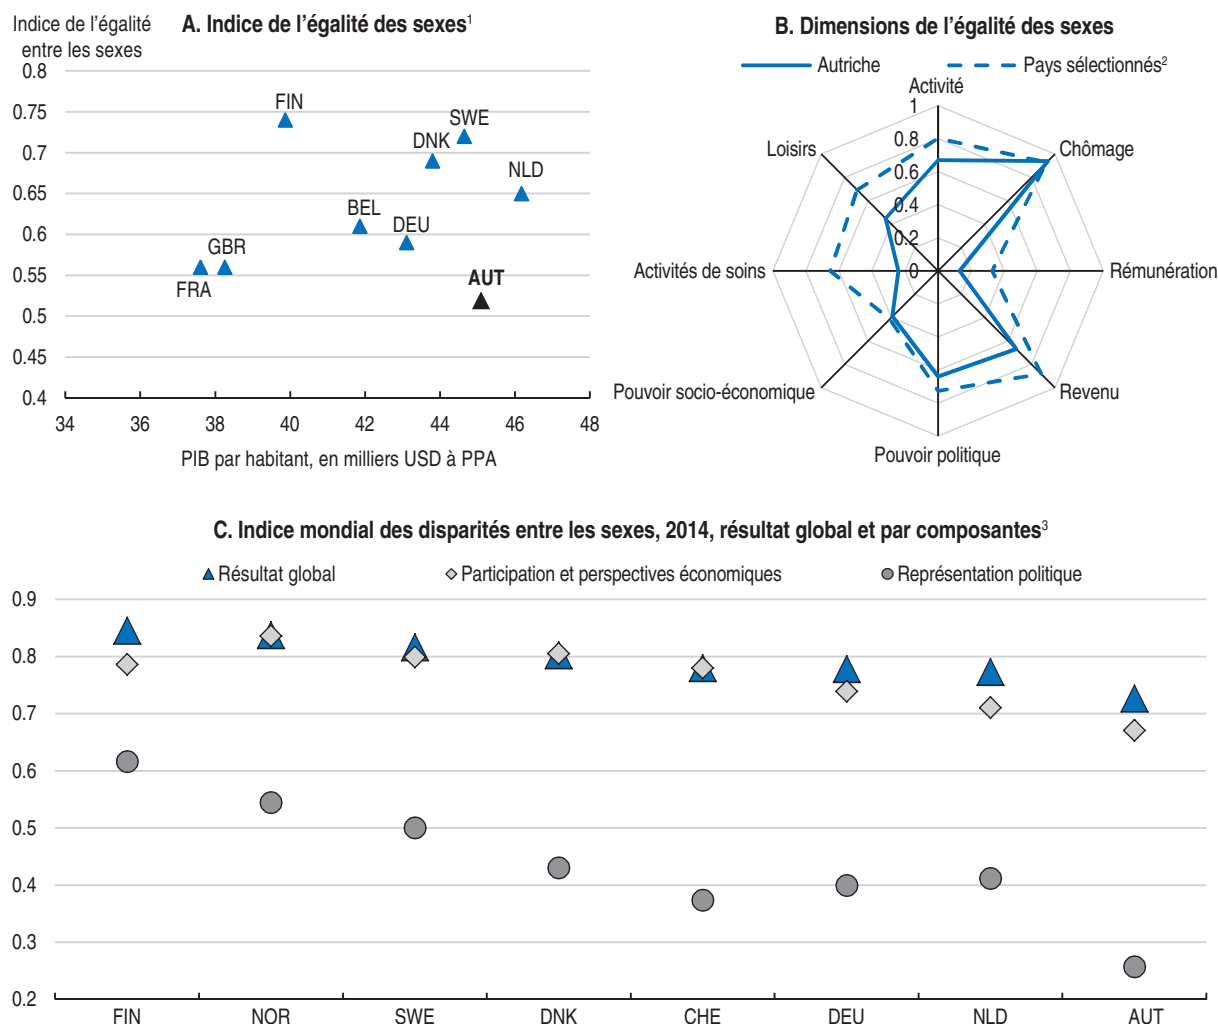 A. Indice de l'égalité des sexes¹
Indice de l'égalité
entre les sexes
0.8
0.75
0.7
0.65
0.6
0.55
0.5
0.45
0.4
FIN
SWE
DNK
NLD
BEL
DEU
GBR
FRA
AUT
34 36 38 40 42 44 46 48
PIB par habitant, en milliers USD à PPA
B. Dimensions de l'égalité des sexes
Autriche
Pays sélectionnés²
Activité
Chômage
Rémunération
Revenu
Pouvoir politique
Pouvoir socio-économique
Activités de soins
Loisirs
1
0.8
0.6
0.4
0.2
0
C. Indice mondial des disparités entre les sexes, 2014, résultat global et par composantes³
Résultat global
Participation et perspectives économiques
Représentation politique
0.9
0.8
0.7
0.6
0.5
0.4
0.3
0.2
FIN NOR SWE DNK CHE DEU NLD AUT